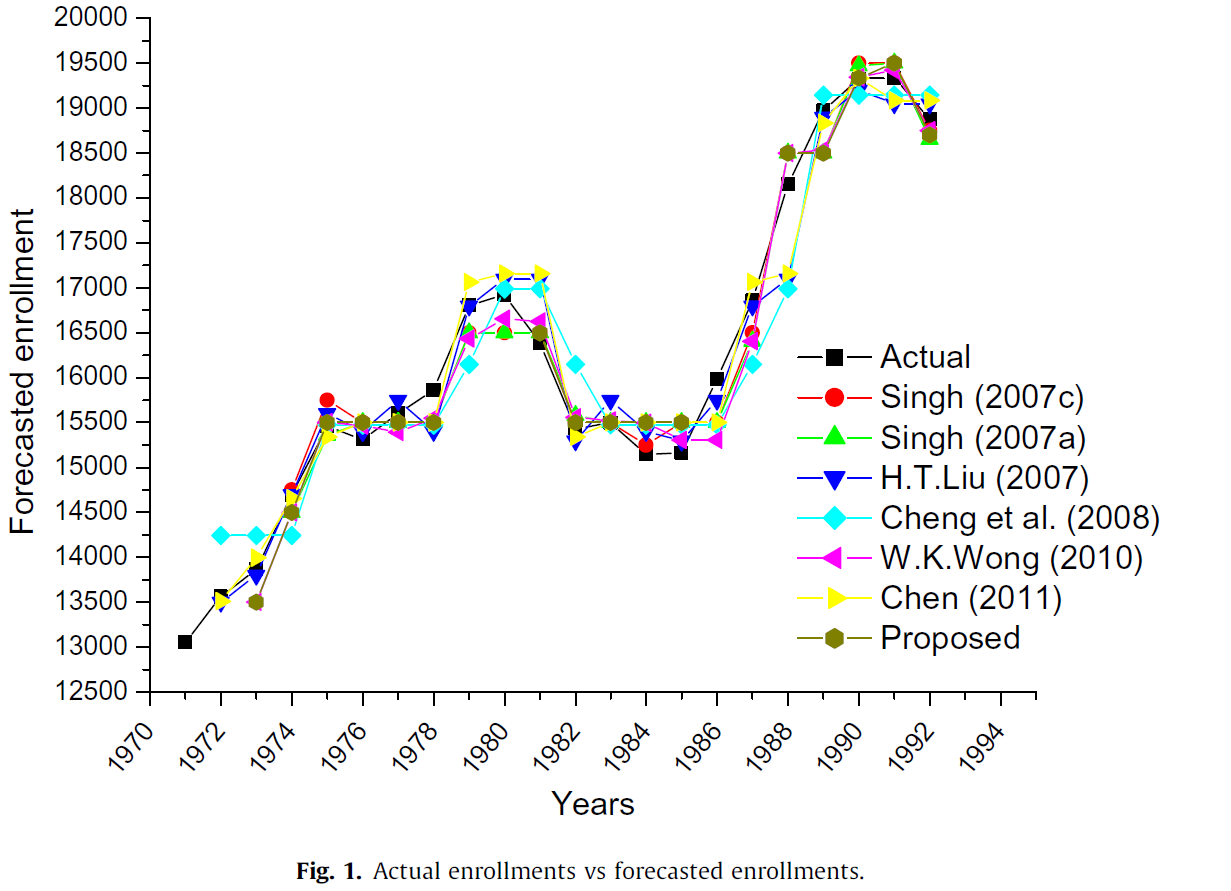 20000
19500
19000
18500
18000
17500
17000
16500
16000
15500
15000
14500
14000
13500
13000
12500
Forecasted enrollment
Actual
Singh (2007c)
Singh (2007a)
H.T.Liu (2007)
Cheng et al. (2008)
W.K.Wong (2010)
Chen (2011)
Proposed
1970 1972 1974 1976 1978 1980 1982 1984 1986 1988 1990 1992 1994
Years
Fig. 1. Actual enrollments vs forecasted enrollments.